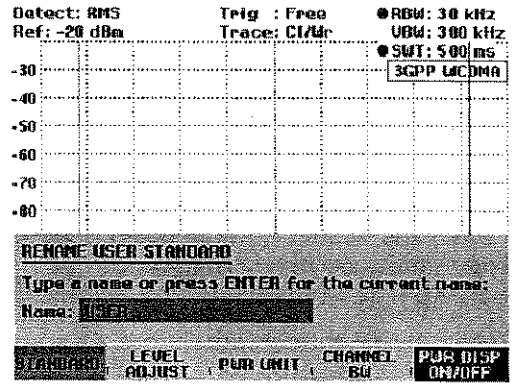 Detect: RMS Trig : Free RBW: 30 kHz
Ref: -20 dBm Trace: Cl/Wr VBW: 300 kHz
SWT: 500 ms
3GPP WCDMA
-30
-40
-50
-60
-70
-80
RENAME USER STANDARD
Type a name or press ENTER for the current name:
Name: USER
STANDARD LEVEL ADJUST PWR UNIT CHANNEL BW PWR DISP ON/OFF